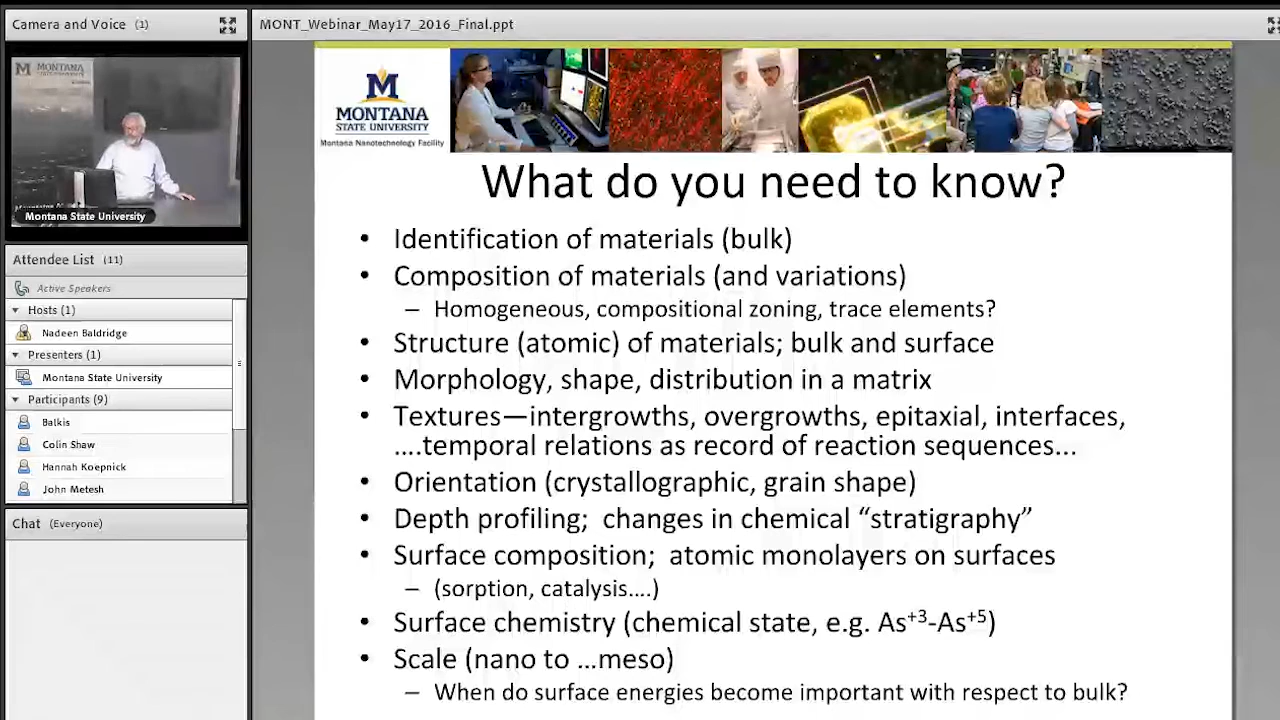 Camera and Voice (1)
MONTANA
Montana State University
Attendee List (11)
Active Speakers
Hosts (1)
Nadeen Baldridge
Presenters (1)
Montana State University
Participants (9)
Balkis
Colin Shaw
Hannah Koepnick
John Metesh
Chat (Everyone)
MONT_Webinar_May17_2016_Final.ppt
M
MONTANA
STATE UNIVERSITY
Montana Nanotechnology Facility
What do you need to know?
• Identification of materials (bulk)
• Composition of materials (and variations)
– Homogeneous, compositional zoning, trace elements?
• Structure (atomic) of materials; bulk and surface
• Morphology, shape, distribution in a matrix
• Textures—intergrowths, overgrowths, epitaxial, interfaces,
....temporal relations as record of reaction sequences...
• Orientation (crystallographic, grain shape)
• Depth profiling; changes in chemical “stratigraphy”
• Surface composition; atomic monolayers on surfaces
– (sorption, catalysis....)
• Surface chemistry (chemical state, e.g. As+3-As+5)
• Scale (nano to ...meso)
– When do surface energies become important with respect to bulk?